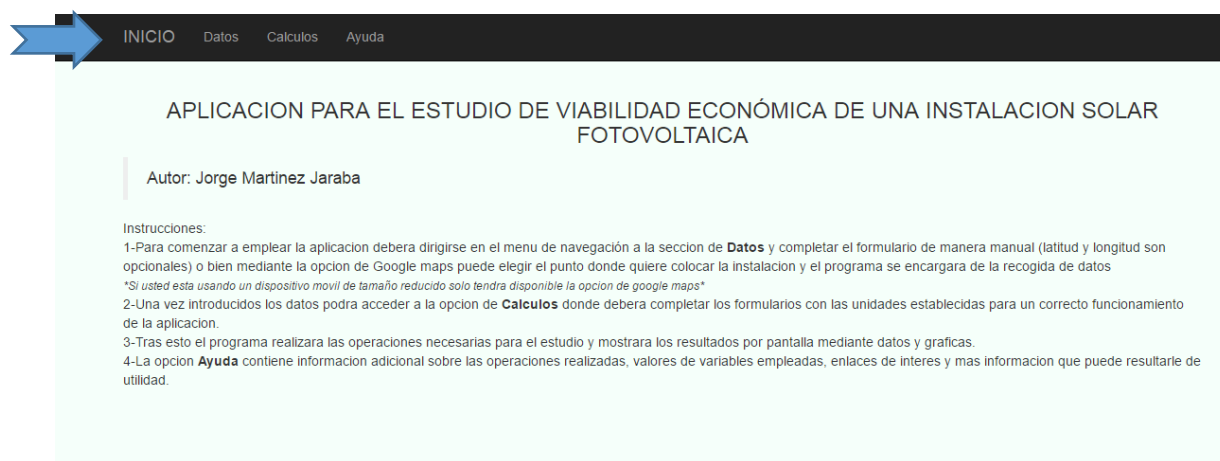 INICIO Datos Calculos Ayuda
APLICACION PARA EL ESTUDIO DE VIABILIDAD ECONÓMICA DE UNA INSTALACION SOLAR
FOTOVOLTAICA
Autor: Jorge Martinez Jaraba
Instrucciones:
1-Para comenzar a emplear la aplicacion debera dirigirse en el menu de navegación a la seccion de Datos y completar el formulario de manera manual (latitud y longitud son
opcionales) o bien mediante la opcion de Google maps puede elegir el punto donde quiere colocar la instalacion y el programa se encargara de la recogida de datos
*Si usted esta usando un dispositivo movil de tamaño reducido solo tendra disponible la opcion de google maps*
2-Una vez introducidos los datos podra acceder a la opcion de Calculos donde debera completar los formularios con las unidades establecidas para un correcto funcionamiento
de la aplicacion.
3-Tras esto el programa realizara las operaciones necesarias para el estudio y mostrara los resultados por pantalla mediante datos y graficas.
4-La opcion Ayuda contiene informacion adicional sobre las operaciones realizadas, valores de variables empleadas, enlaces de interes y mas informacion que puede resultarle de
utilidad.